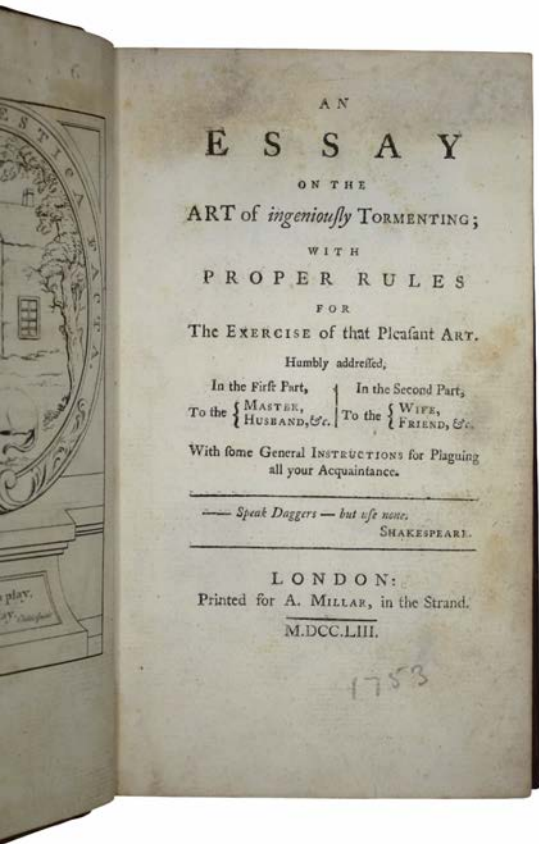 ESTICA FACTA.
play.
ay.
AN
ESSAY
ON THE
ART of ingeniouſly TORMENTING;
WITH
PROPER RULES
FOR
The EXERCISE of that Pleaſant ART.
Humbly addreſſed,
In the Firſt Part,
To the { MASTER,
HUSBAND, &c.
In the Second Part,
To the { WIFE,
FRIEND, &c.
With ſome General INSTRUCTIONS for Plaguing
all your Acquaintance.
—— Speak Daggers — but uſe none.
SHAKESPEARE.
LONDON:
Printed for A. MILLAR, in the Strand.
M.DCC.LIII.
1753